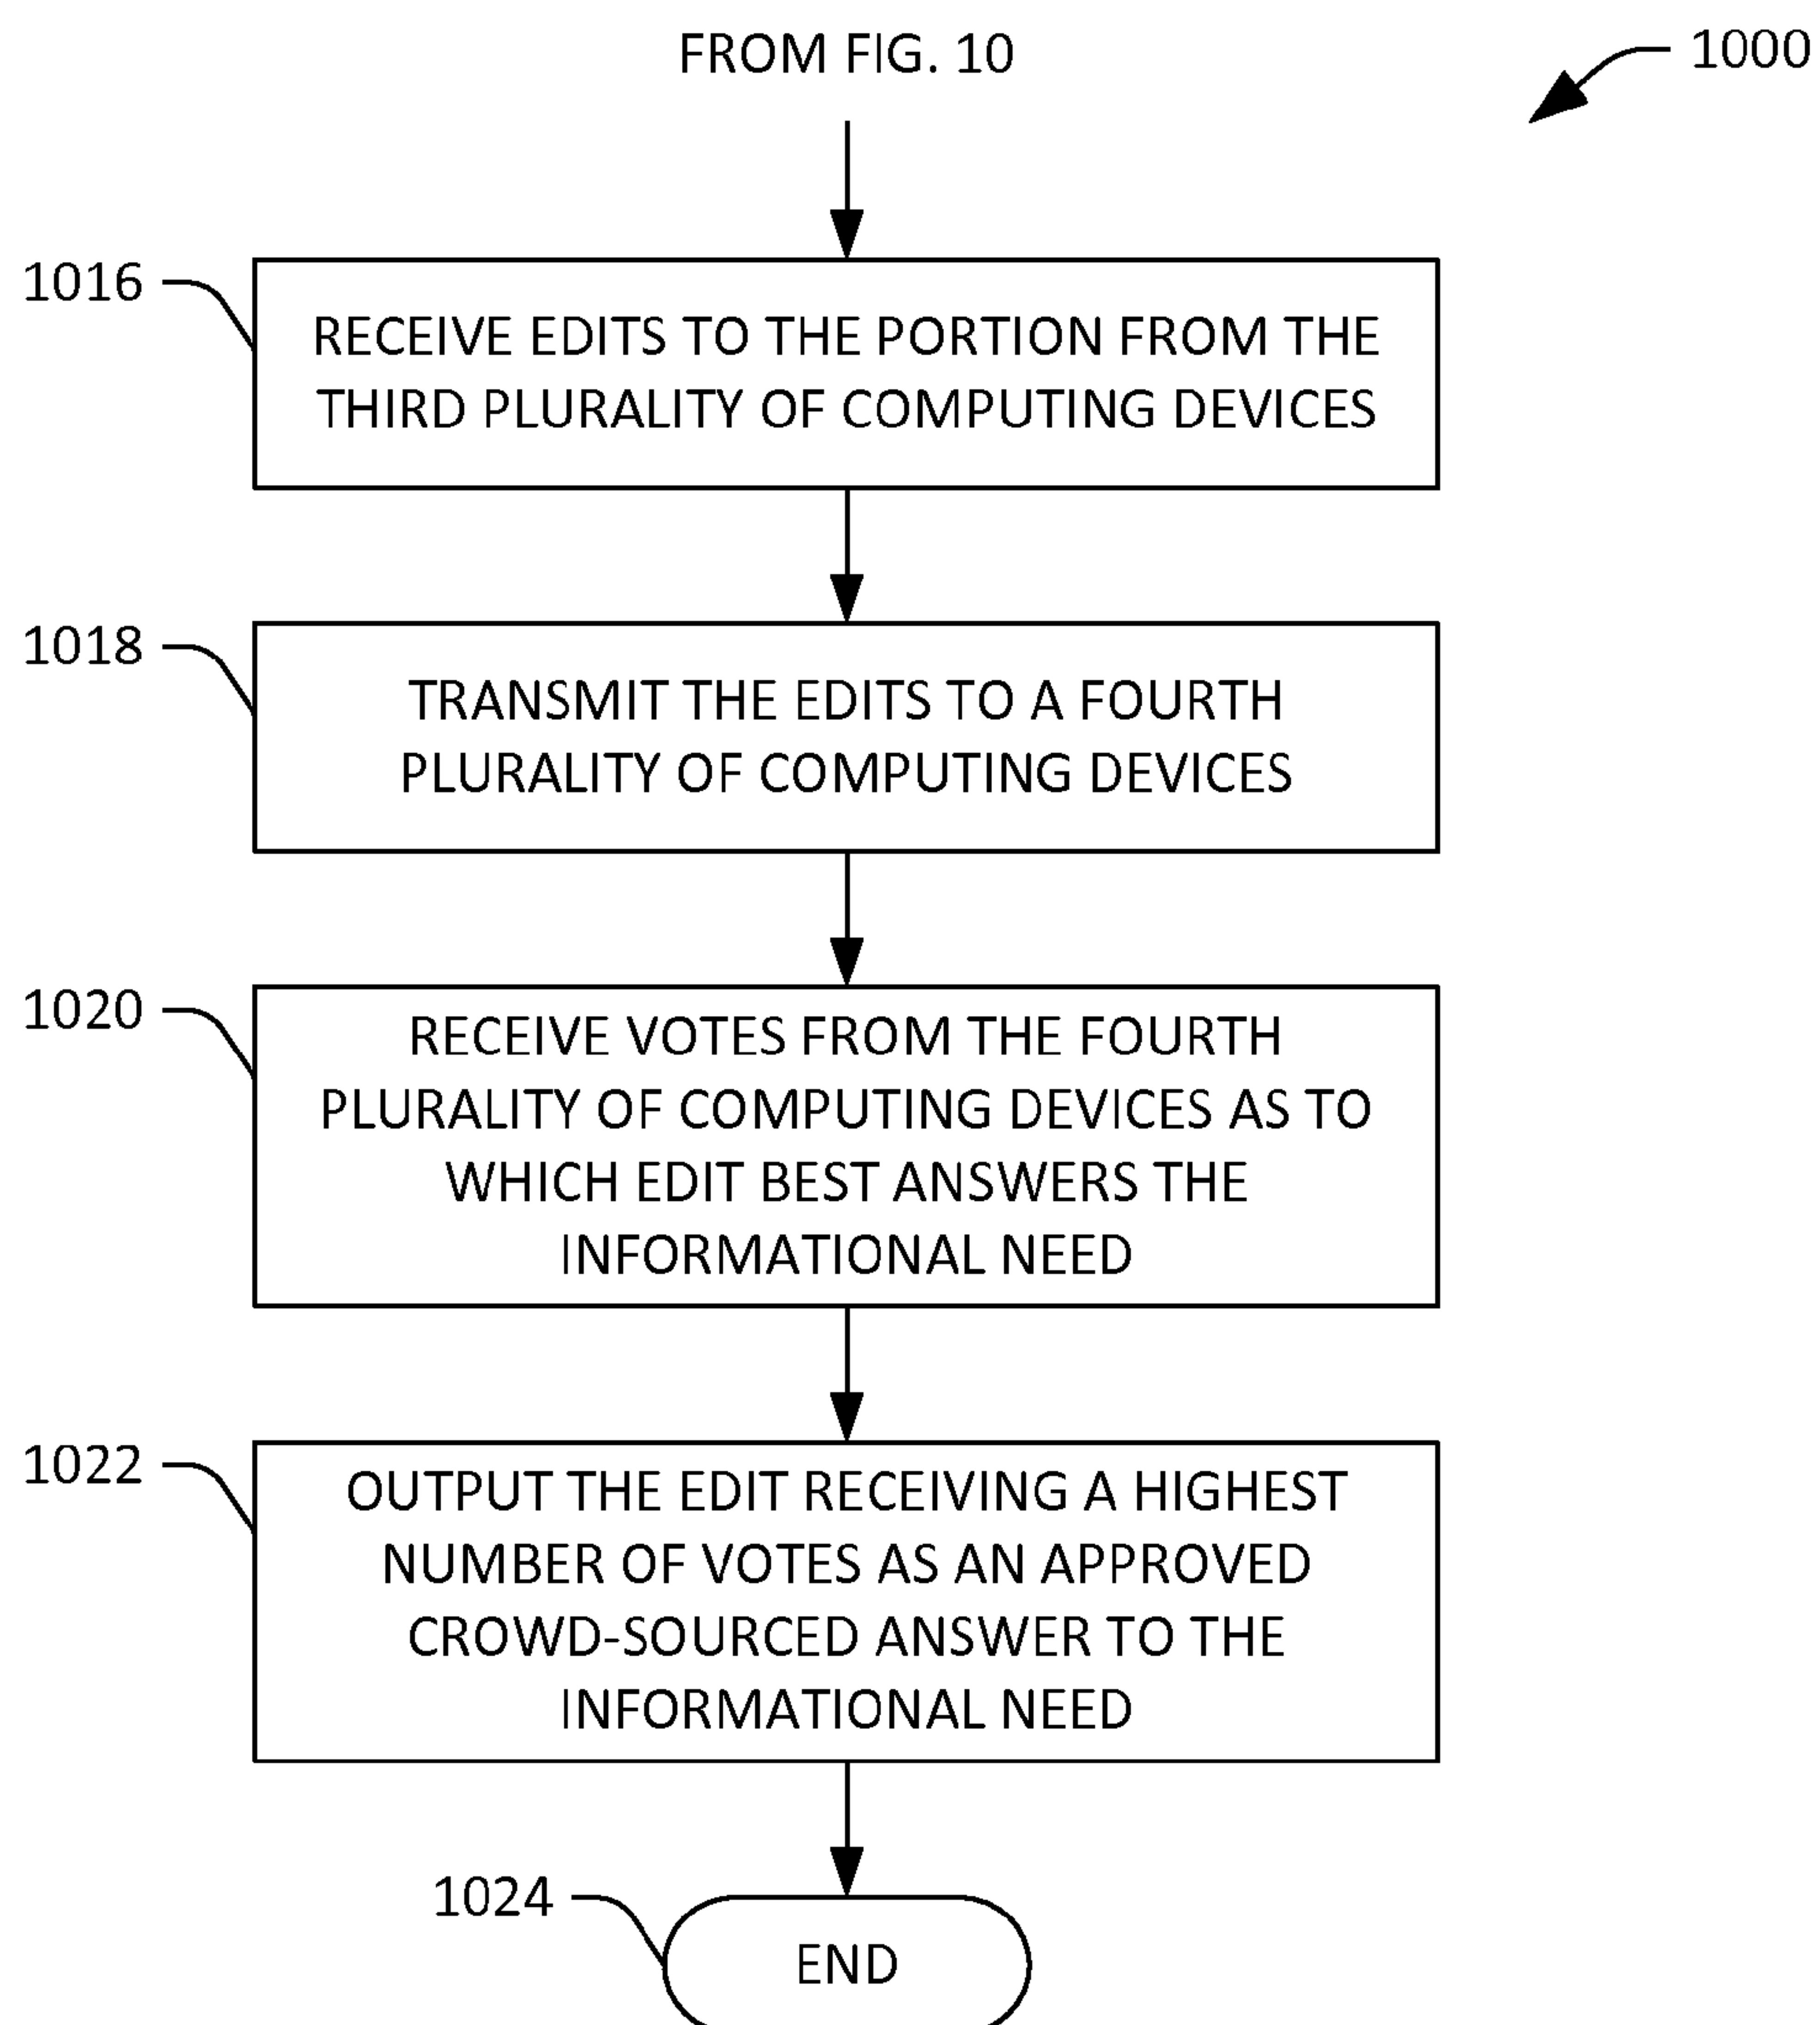 FROM FIG. 10
1000
1016
RECEIVE EDITS TO THE PORTION FROM THE
THIRD PLURALITY OF COMPUTING DEVICES
1018
TRANSMIT THE EDITS TO A FOURTH
PLURALITY OF COMPUTING DEVICES
1020
RECEIVE VOTES FROM THE FOURTH
PLURALITY OF COMPUTING DEVICES AS TO
WHICH EDIT BEST ANSWERS THE
INFORMATIONAL NEED
1022
OUTPUT THE EDIT RECEIVING A HIGHEST
NUMBER OF VOTES AS AN APPROVED
CROWD-SOURCED ANSWER TO THE
INFORMATIONAL NEED
1024
END